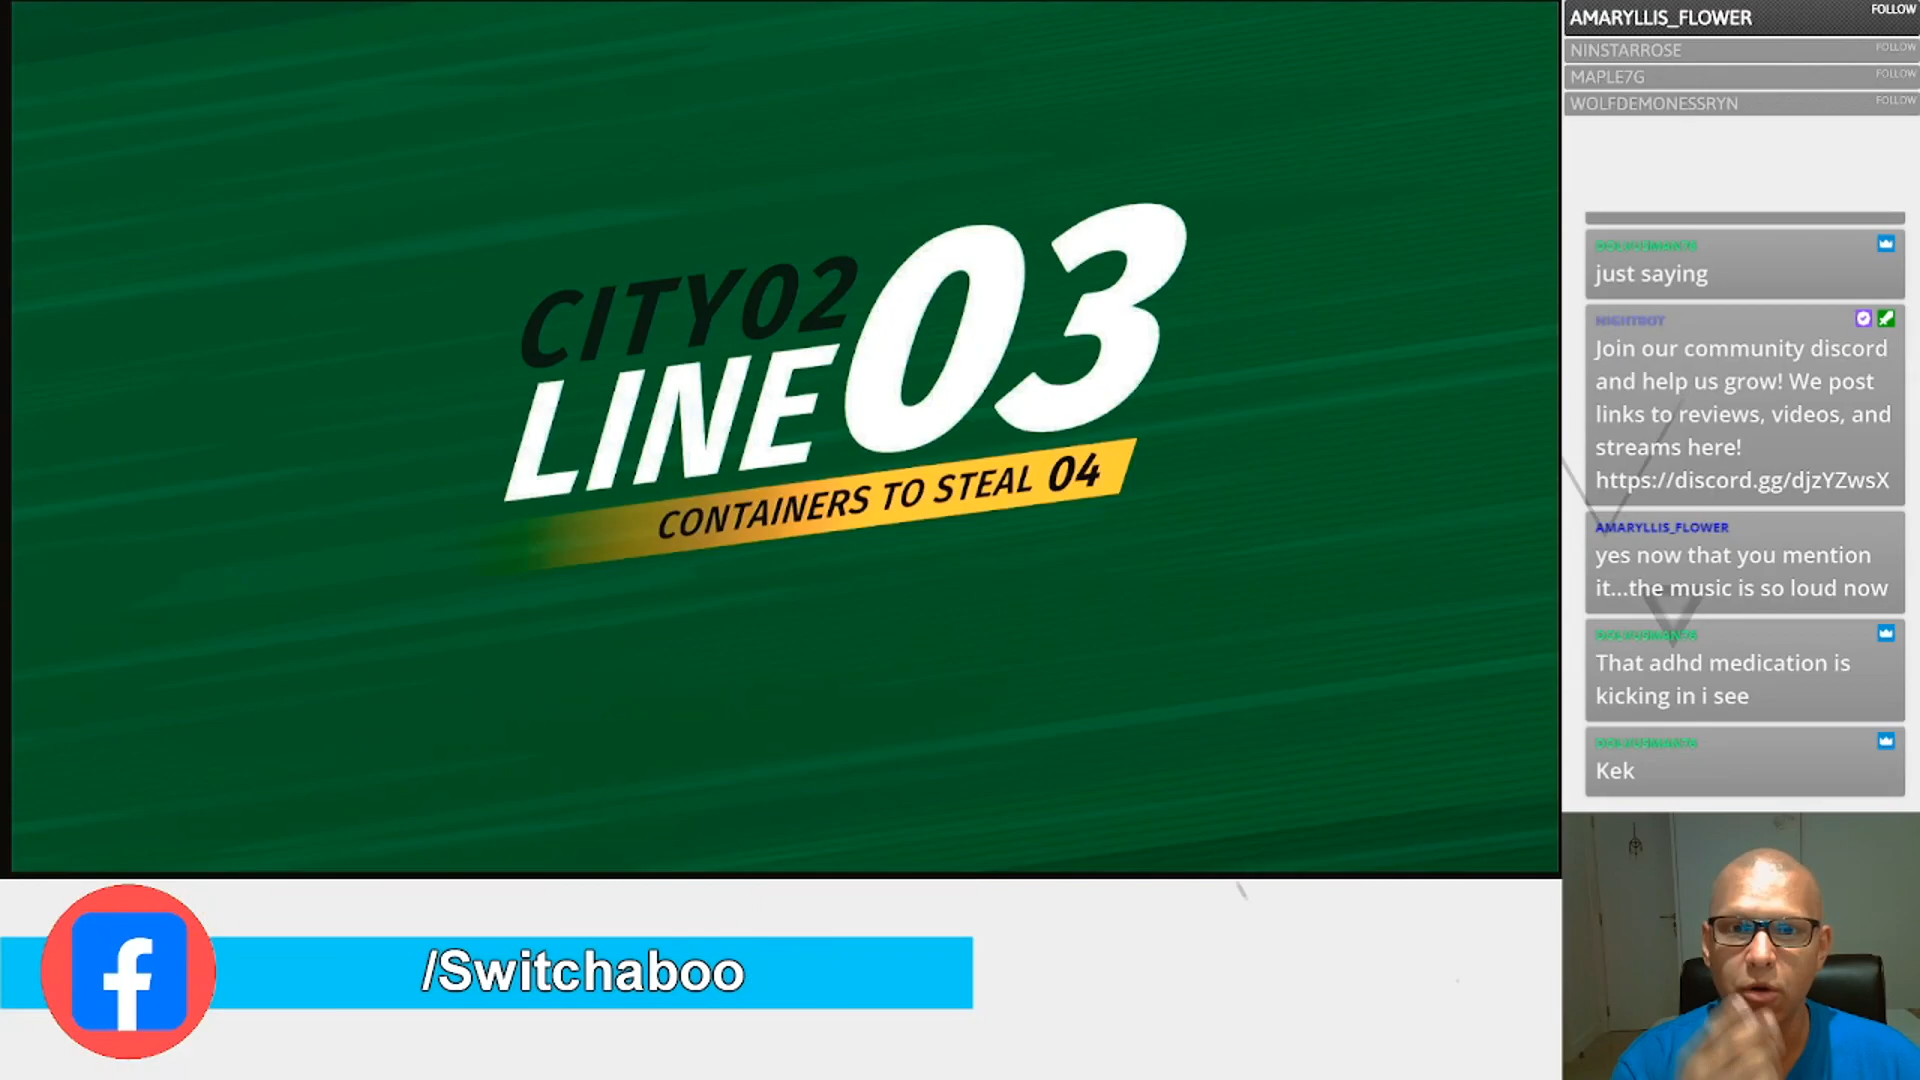 CITY02
LINE 03
CONTAINERS TO STEAL 04
/Switchaboo
AMARYLLIS_FLOWER
FOLLOW
NINSTARROSE
FOLLOW
MAPLE7G
FOLLOW
WOLFDEMONESSRYN
FOLLOW
just saying
NIGHTBOT
Join our community discord
and help us grow! We post
links to reviews, videos, and
streams here!
https://discord.gg/djzYZwsX
AMARYLLIS_FLOWER
yes now that you mention
it...the music is so loud now
That adhd medication is
kicking in i see
Kek